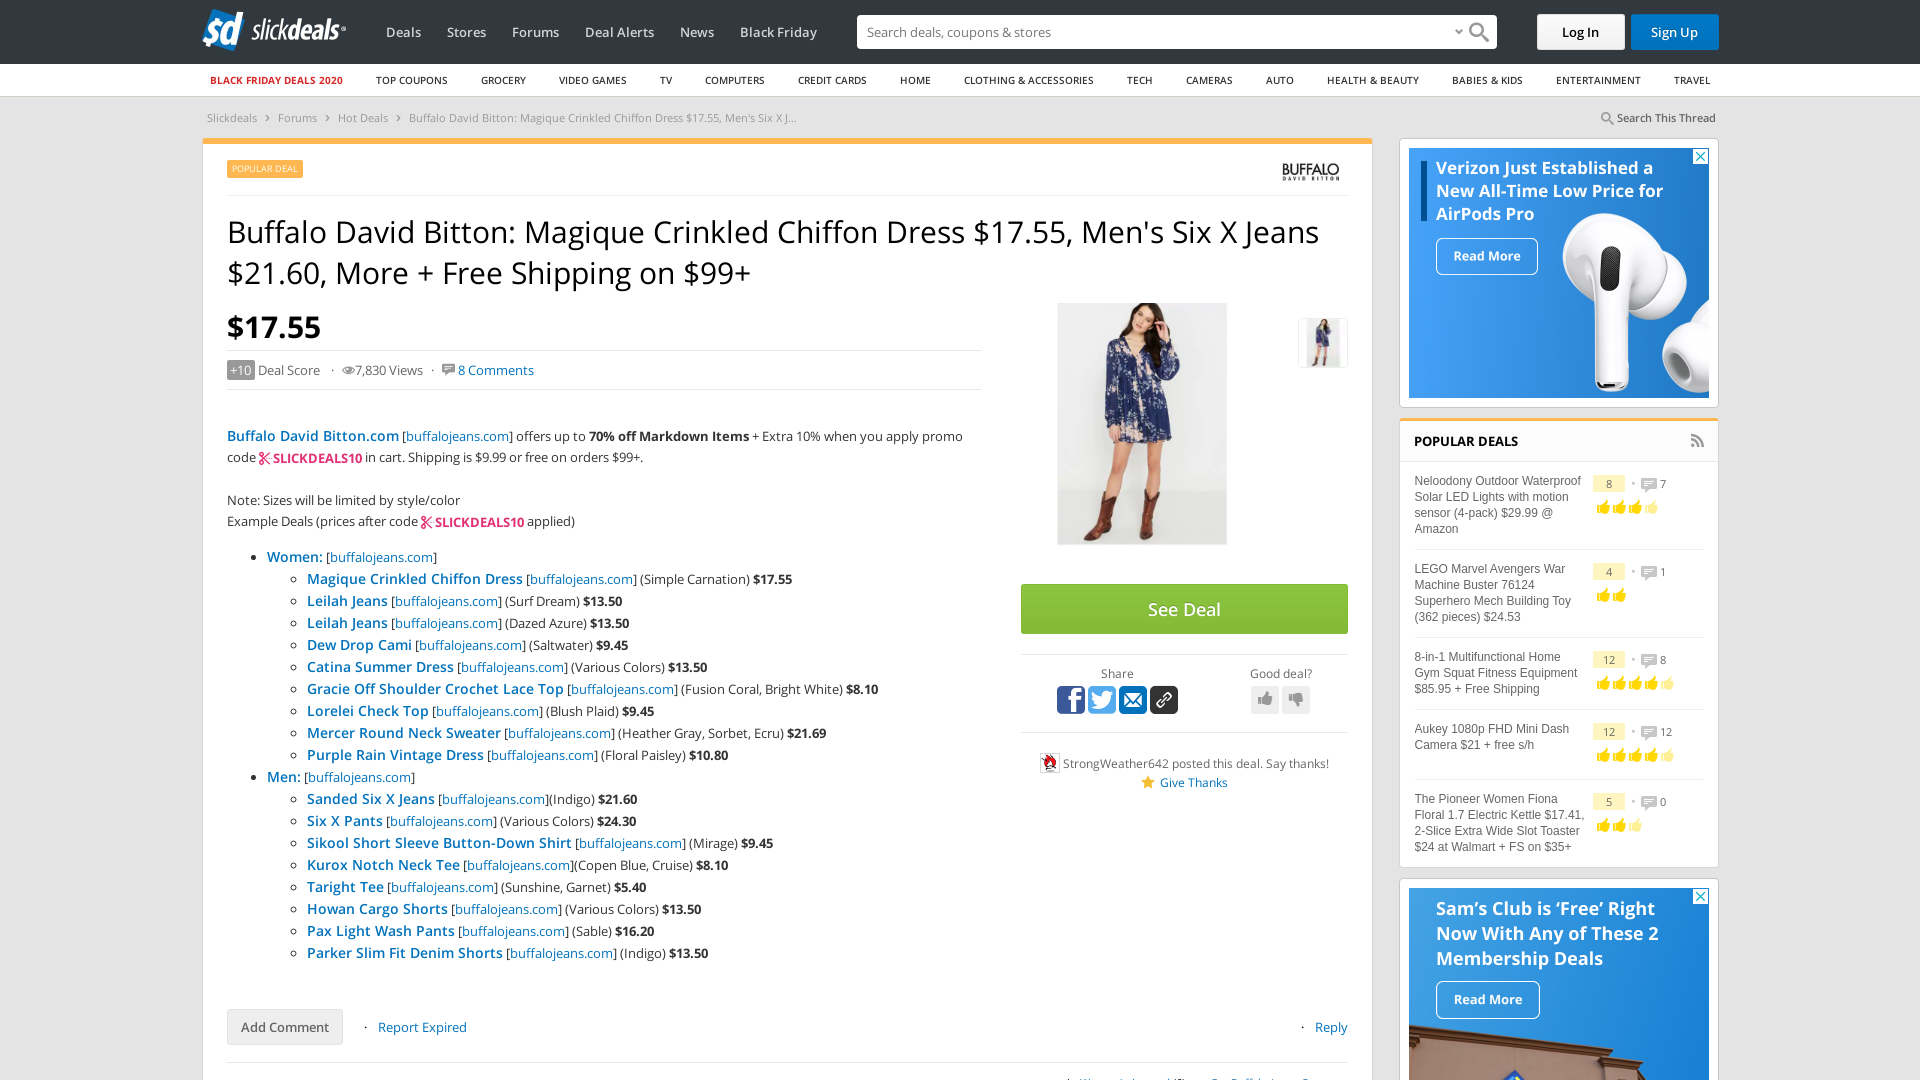 sd slickdeals
Deals Stores Forums Deal Alerts News Black Friday
Search deals, coupons & stores
Log In Sign Up
BLACK FRIDAY DEALS 2020 TOP COUPONS GROCERY VIDEO GAMES TV COMPUTERS CREDIT CARDS HOME CLOTHING & ACCESSORIES TECH CAMERAS AUTO HEALTH & BEAUTY BABIES & KIDS ENTERTAINMENT TRAVEL
Slickdeals › Forums › Hot Deals › Buffalo David Bitton: Magique Crinkled Chiffon Dress $17.55, Men's Six X J...
Search This Thread
POPULAR DEAL
BUFFALO
DAVID BITTON
Buffalo David Bitton: Magique Crinkled Chiffon Dress $17.55, Men's Six X Jeans
$21.60, More + Free Shipping on $99+
$17.55
+10 Deal Score · 7,830 Views · 8 Comments
Buffalo David Bitton.com [buffalojeans.com] offers up to 70% off Markdown Items + Extra 10% when you apply promo
code SLICKDEALS10 in cart. Shipping is $9.99 or free on orders $99+.
Note: Sizes will be limited by style/color
Example Deals (prices after code SLICKDEALS10 applied)
Women: [buffalojeans.com]
Magique Crinkled Chiffon Dress [buffalojeans.com] (Simple Carnation) $17.55
Leilah Jeans [buffalojeans.com] (Surf Dream) $13.50
Leilah Jeans [buffalojeans.com] (Dazed Azure) $13.50
Dew Drop Cami [buffalojeans.com] (Saltwater) $9.45
Catina Summer Dress [buffalojeans.com] (Various Colors) $13.50
Gracie Off Shoulder Crochet Lace Top [buffalojeans.com] (Fusion Coral, Bright White) $8.10
Lorelei Check Top [buffalojeans.com] (Blush Plaid) $9.45
Mercer Round Neck Sweater [buffalojeans.com] (Heather Gray, Sorbet, Ecru) $21.69
Purple Rain Vintage Dress [buffalojeans.com] (Floral Paisley) $10.80
Men: [buffalojeans.com]
Sanded Six X Jeans [buffalojeans.com](Indigo) $21.60
Six X Pants [buffalojeans.com] (Various Colors) $24.30
Sikool Short Sleeve Button-Down Shirt [buffalojeans.com] (Mirage) $9.45
Kurox Notch Neck Tee [buffalojeans.com](Copen Blue, Cruise) $8.10
Taright Tee [buffalojeans.com] (Sunshine, Garnet) $5.40
Howan Cargo Shorts [buffalojeans.com] (Various Colors) $13.50
Pax Light Wash Pants [buffalojeans.com] (Sable) $16.20
Parker Slim Fit Denim Shorts [buffalojeans.com] (Indigo) $13.50
See Deal
Share Good deal?
StrongWeather642 posted this deal. Say thanks!
Give Thanks
Add Comment · Report Expired
· Reply
Verizon Just Established a
New All-Time Low Price for
AirPods Pro
Read More
POPULAR DEALS
Neloodony Outdoor Waterproof
Solar LED Lights with motion
sensor (4-pack) $29.99 @
Amazon
8 • 7
LEGO Marvel Avengers War
Machine Buster 76124
Superhero Mech Building Toy
(362 pieces) $24.53
4 • 1
8-in-1 Multifunctional Home
Gym Squat Fitness Equipment
$85.95 + Free Shipping
12 • 8
Aukey 1080p FHD Mini Dash
Camera $21 + free s/h
12 • 12
The Pioneer Women Fiona
Floral 1.7 Electric Kettle $17.41,
2-Slice Extra Wide Slot Toaster
$24 at Walmart + FS on $35+
5 • 0
Sam's Club is ‘Free’ Right
Now With Any of These 2
Membership Deals
Read More